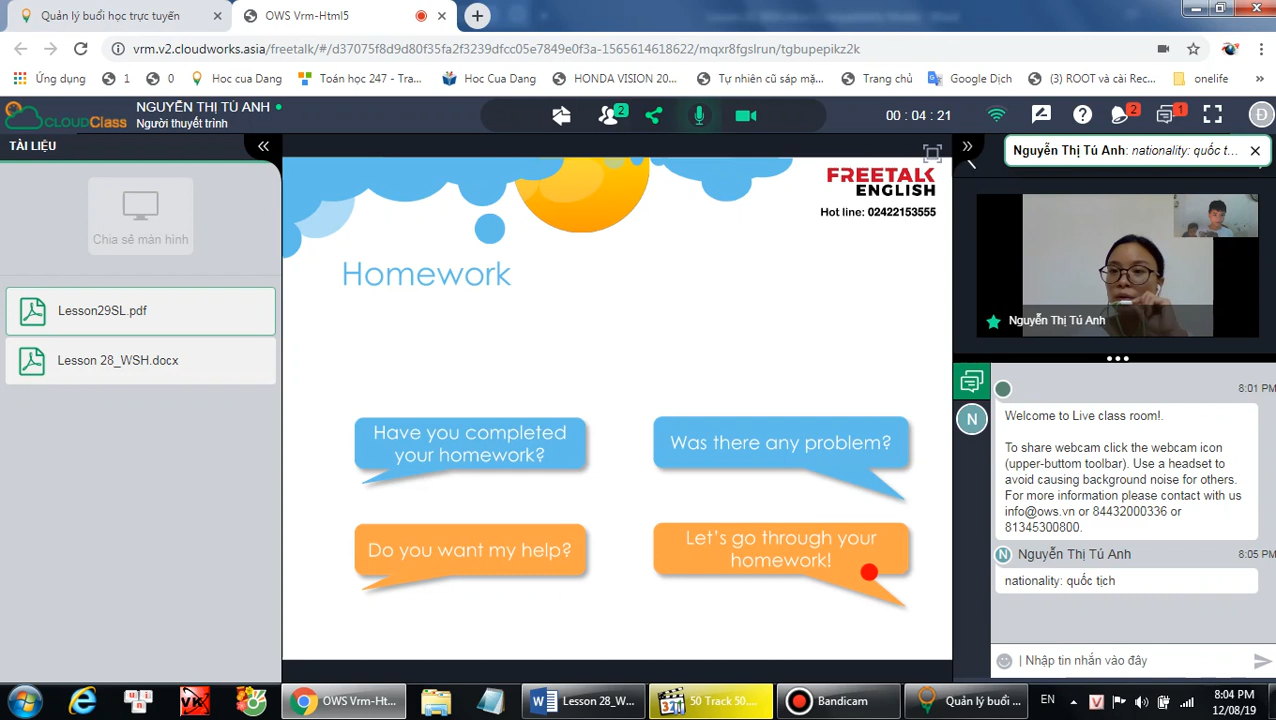 Quản lý buổi học trực tuyến
OWS Vrm-Html5
vrm.v2.cloudworks.asia/freetalk/#/d37075f8d9d80f35fa2f3239dfcc05e7849e0f3a-1565614618622/mqxr8fgslrun/tgbupepikz2k
Ứng dụng
1
0
Hoc cua Dang
Toán học 247 - Tra...
Học Cua Dang
HONDA VISION 20...
Tự nhiên cũ sáp mặ...
Trang chủ
Google Dịch
(3) ROOT và cài Rec...
onelife
CLOUDClass
NGUYỄN THỊ TÚ ANH
Người thuyết trình
2
00 : 04 : 21
2
1
Đ
TÀI LIỆU
Chia sẻ màn hình
Lesson29SL.pdf
Lesson 28_WSH.docx
FREETALK
ENGLISH
Hot line: 02422153555
Homework
Have you completed
your homework?
Was there any problem?
Do you want my help?
Let's go through your
homework!
Nguyễn Thị Tú Anh: nationality: quốc t...
Nguyễn Thị Tú Anh
8:01 PM
Welcome to Live class room!.
To share webcam click the webcam icon
(upper-buttom toolbar). Use a headset to
avoid causing background noise for others.
For more information please contact with us
info@ows.vn or 84432000336 or
81345300800.
N
N Nguyễn Thị Tú Anh
8:05 PM
nationality: quốc tịch
Nhập tin nhắn vào đây
OWS Vrm-Ht...
Lesson 28_W...
50 Track 50....
Bandicam
Quản lý buổi ...
EN
8:04 PM
12/08/19